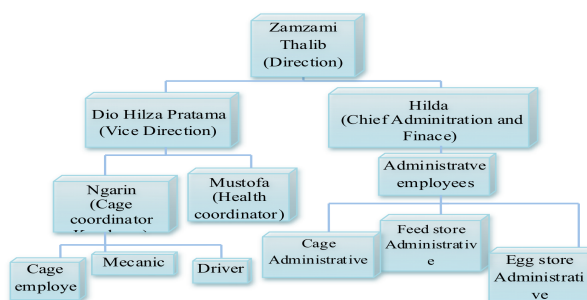 Zamzami
Thalib
(Direction)
Dio Hilza Pratama
(Vice Direction)
Hilda
(Chief Adminitration and
Finace)
Ngarin
(Cage
coordinator
Mustofa
(Health
coordinator)
Administratve
employees
Cage
employe
Mecanic
Driver
Cage
Administrative
Feed store
Administrativ
e
Egg store
Administrati
ve